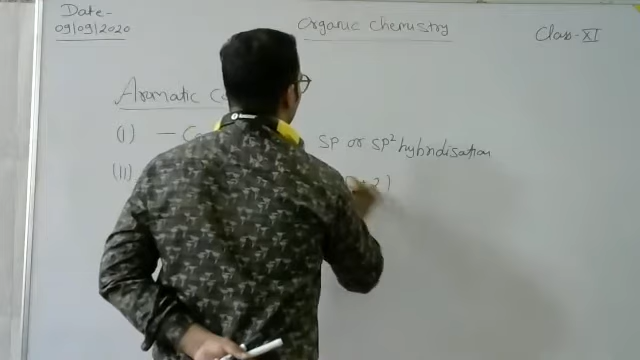 Date-
09/09/2020
Organic Chemistry
Class-XI
Aromatic
(I) -
SP or SP² hybridisation
(II)